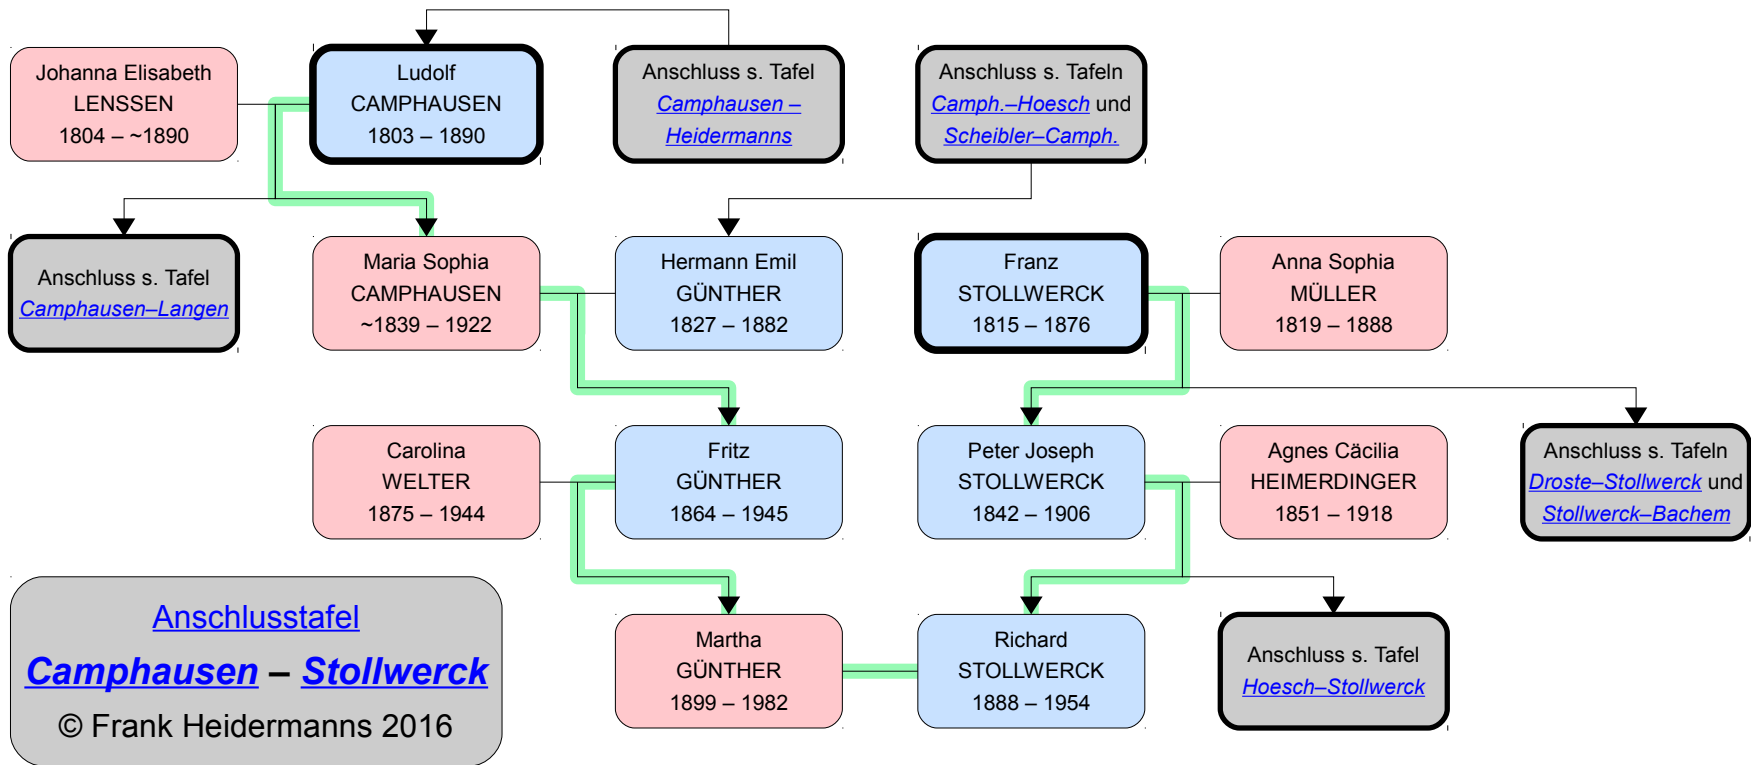 Johanna Elisabeth
LENSSEN
1804 – ~1890
Ludolf
CAMPHAUSEN
1803 – 1890
Anschluss s. Tafel
Camphausen –
Heidermanns
Anschluss s. Tafeln
Camph.–Hoesch und
Scheibler–Camph.
Anschluss s. Tafel
Camphausen–Langen
Maria Sophia
CAMPHAUSEN
~1839 – 1922
Hermann Emil
GÜNTHER
1827 – 1882
Franz
STOLLWERCK
1815 – 1876
Anna Sophia
MÜLLER
1819 – 1888
Carolina
WELTER
1875 – 1944
Fritz
GÜNTHER
1864 – 1945
Peter Joseph
STOLLWERCK
1842 – 1906
Agnes Cäcilia
HEIMERDINGER
1851 – 1918
Anschluss s. Tafeln
Droste–Stollwerck und
Stollwerck–Bachem
Anschlusstafel
Camphausen – Stollwerck
© Frank Heidermanns 2016
Martha
GÜNTHER
1899 – 1982
Richard
STOLLWERCK
1888 – 1954
Anschluss s. Tafel
Hoesch–Stollwerck